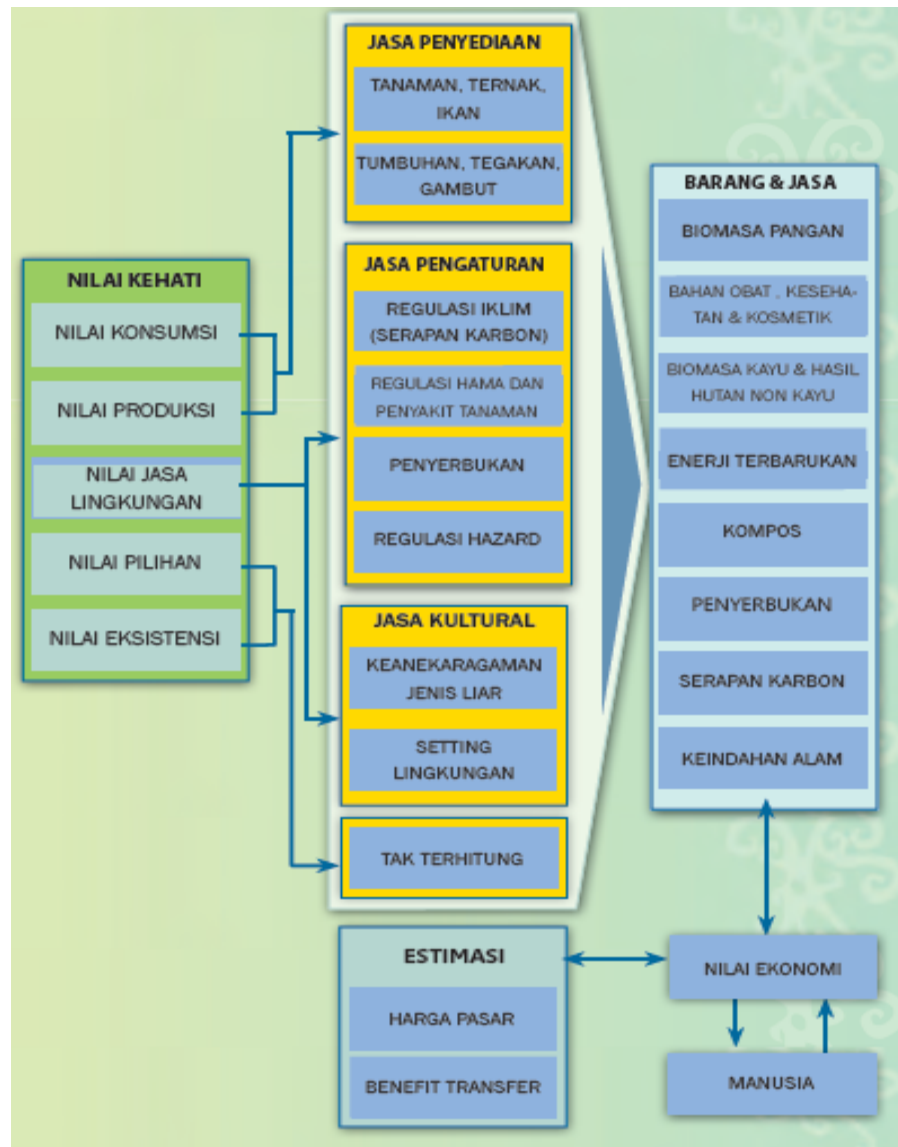 NILAI KEHATI
NILAI KONSUMSI
NILAI PRODUKSI
NILAI JASA
LINGKUNGAN
NILAI PILIHAN
NILAI EKSISTENSI
JASA PENYEDIAAN
TANAMAN, TERNAK,
IKAN
TUMBUHAN, TEGAKAN,
GAMBUT
JASA PENGATURAN
REGULASI IKLIM
(SERAPAN KARBON)
REGULASI HAMA DAN
PENYAKIT TANAMAN
PENYERBUKAN
REGULASI HAZARD
JASA KULTURAL
KEANEKARAGAMAN
JENIS LIAR
SETTING
LINGKUNGAN
TAK TERHITUNG
BARANG & JASA
BIOMASA PANGAN
BAHAN OBAT , KESEHA-
TAN & KOSMETIK
BIOMASA KAYU & HASIL
HUTAN NON KAYU
ENERJI TERBARUKAN
KOMPOS
PENYERBUKAN
SERAPAN KARBON
KEINDAHAN ALAM
ESTIMASI
HARGA PASAR
BENEFIT TRANSFER
NILAI EKONOMI
MANUSIA